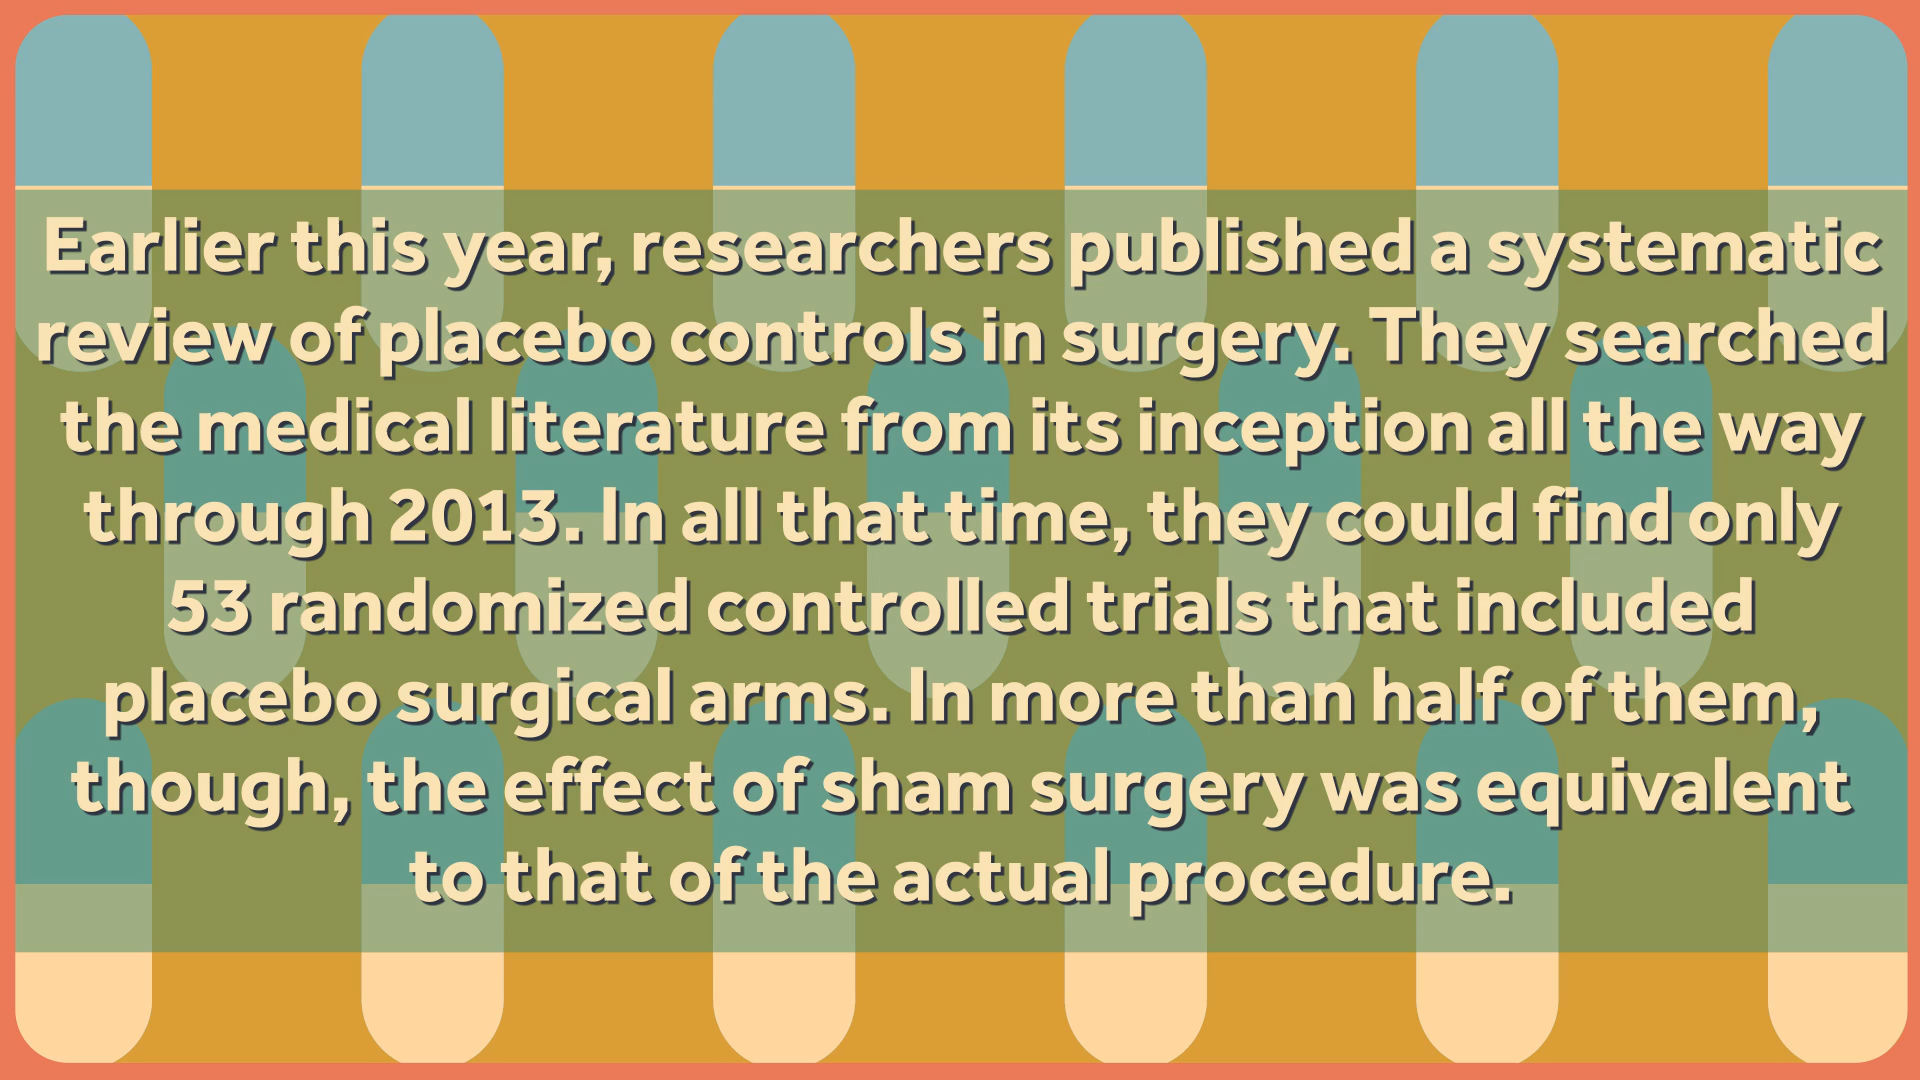 Earlier this year, researchers published a systematic
review of placebo controls in surgery. They searched
the medical literature from its inception all the way
through 2013. In all that time, they could find only
53 randomized controlled trials that included
placebo surgical arms. In more than half of them,
though, the effect of sham surgery was equivalent
to that of the actual procedure.